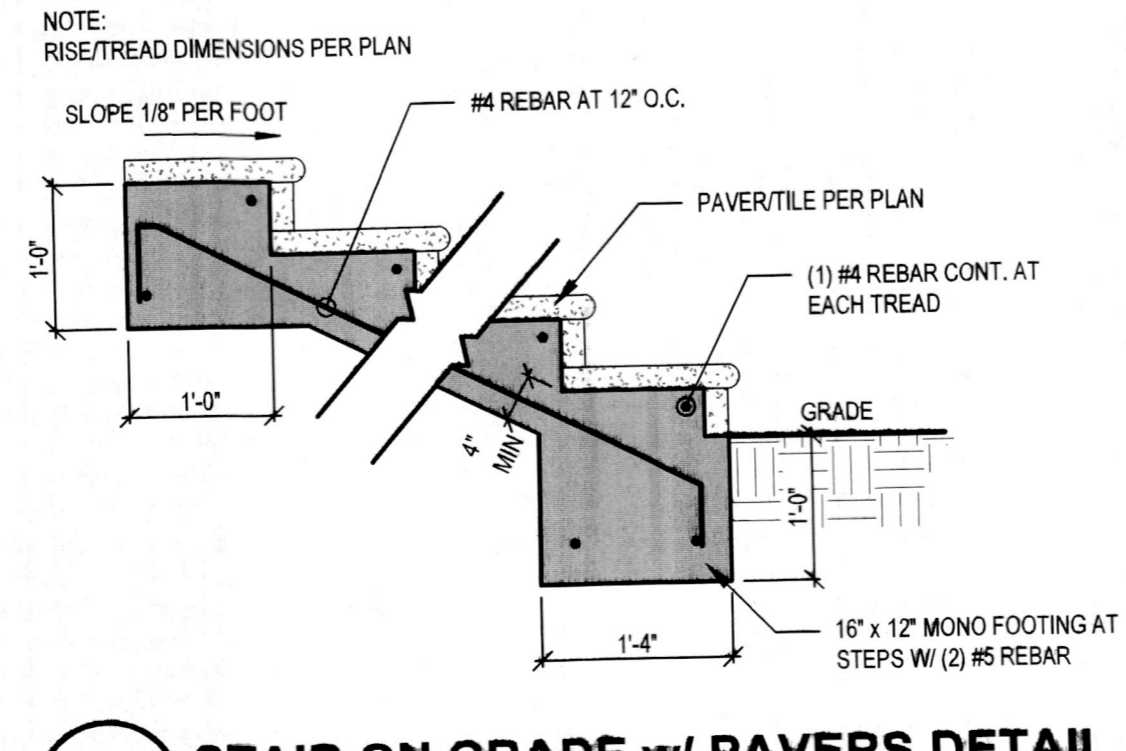 NOTE:
RISE/TREAD DIMENSIONS PER PLAN
SLOPE 1/8" PER FOOT
#4 REBAR AT 12" O.C.
PAVER/TILE PER PLAN
(1) #4 REBAR CONT. AT
EACH TREAD
1'-0"
1'-0"
4"
MIN
GRADE
1'-0"
1'-4"
16" x 12" MONO FOOTING AT
STEPS W/ (2) #5 REBAR
STAIR ON GRADE w/ PAVERS DETAIL